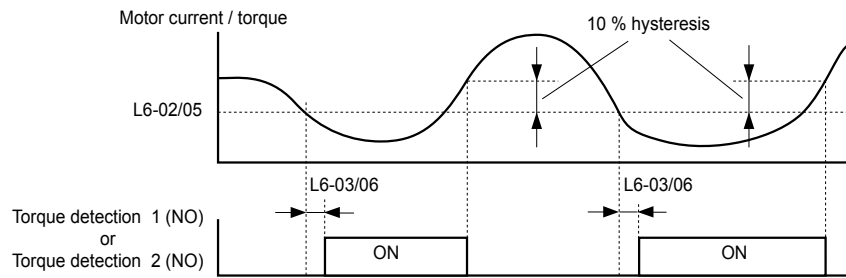 Motor current / torque
10 % hysteresis
L6-02/05
L6-03/06
L6-03/06
Torque detection 1 (NO)
or
Torque detection 2 (NO)
ON
ON